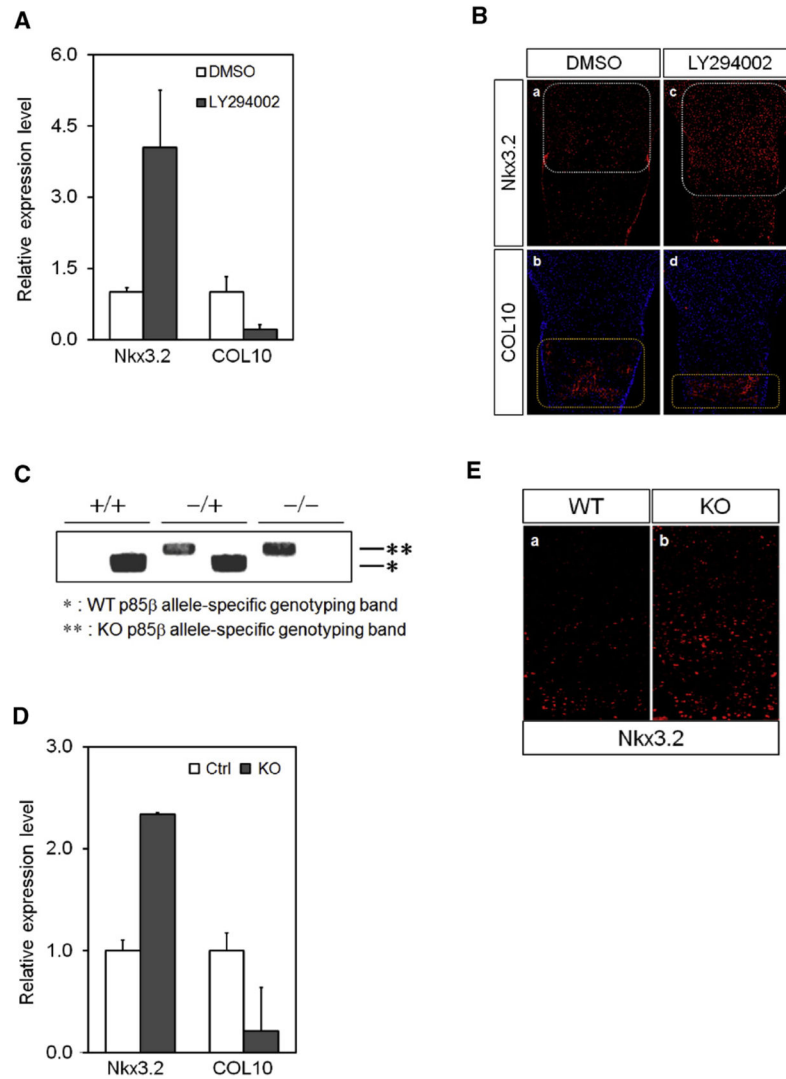 A
6.0
4.5
3.0
1.5
0.0
Relative expression level
DMSO
LY294002
Nkx3.2 COL10
B
DMSO LY294002
Nkx3.2
a c
COL10
b d
C
+/+ −/+ −/−
**
*
* : WT p85β allele-specific genotyping band
** : KO p85β allele-specific genotyping band
D
3.0
2.0
1.0
0.0
Relative expression level
Ctrl KO
Nkx3.2 COL10
E
WT KO
a b
Nkx3.2